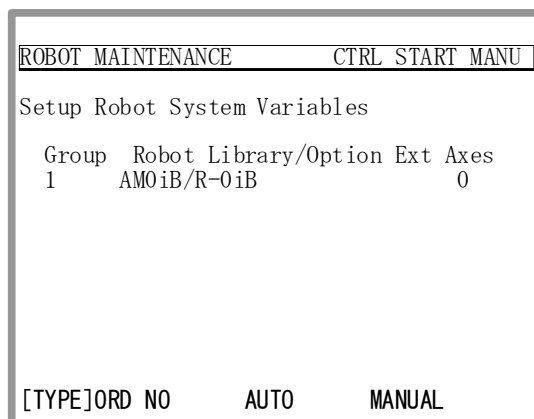 ROBOT MAINTENANCE CTRL START MANU
Setup Robot System Variables
Group Robot Library/Option Ext Axes
1 AM0iB/R-0iB 0
[TYPE]ORD NO AUTO MANUAL